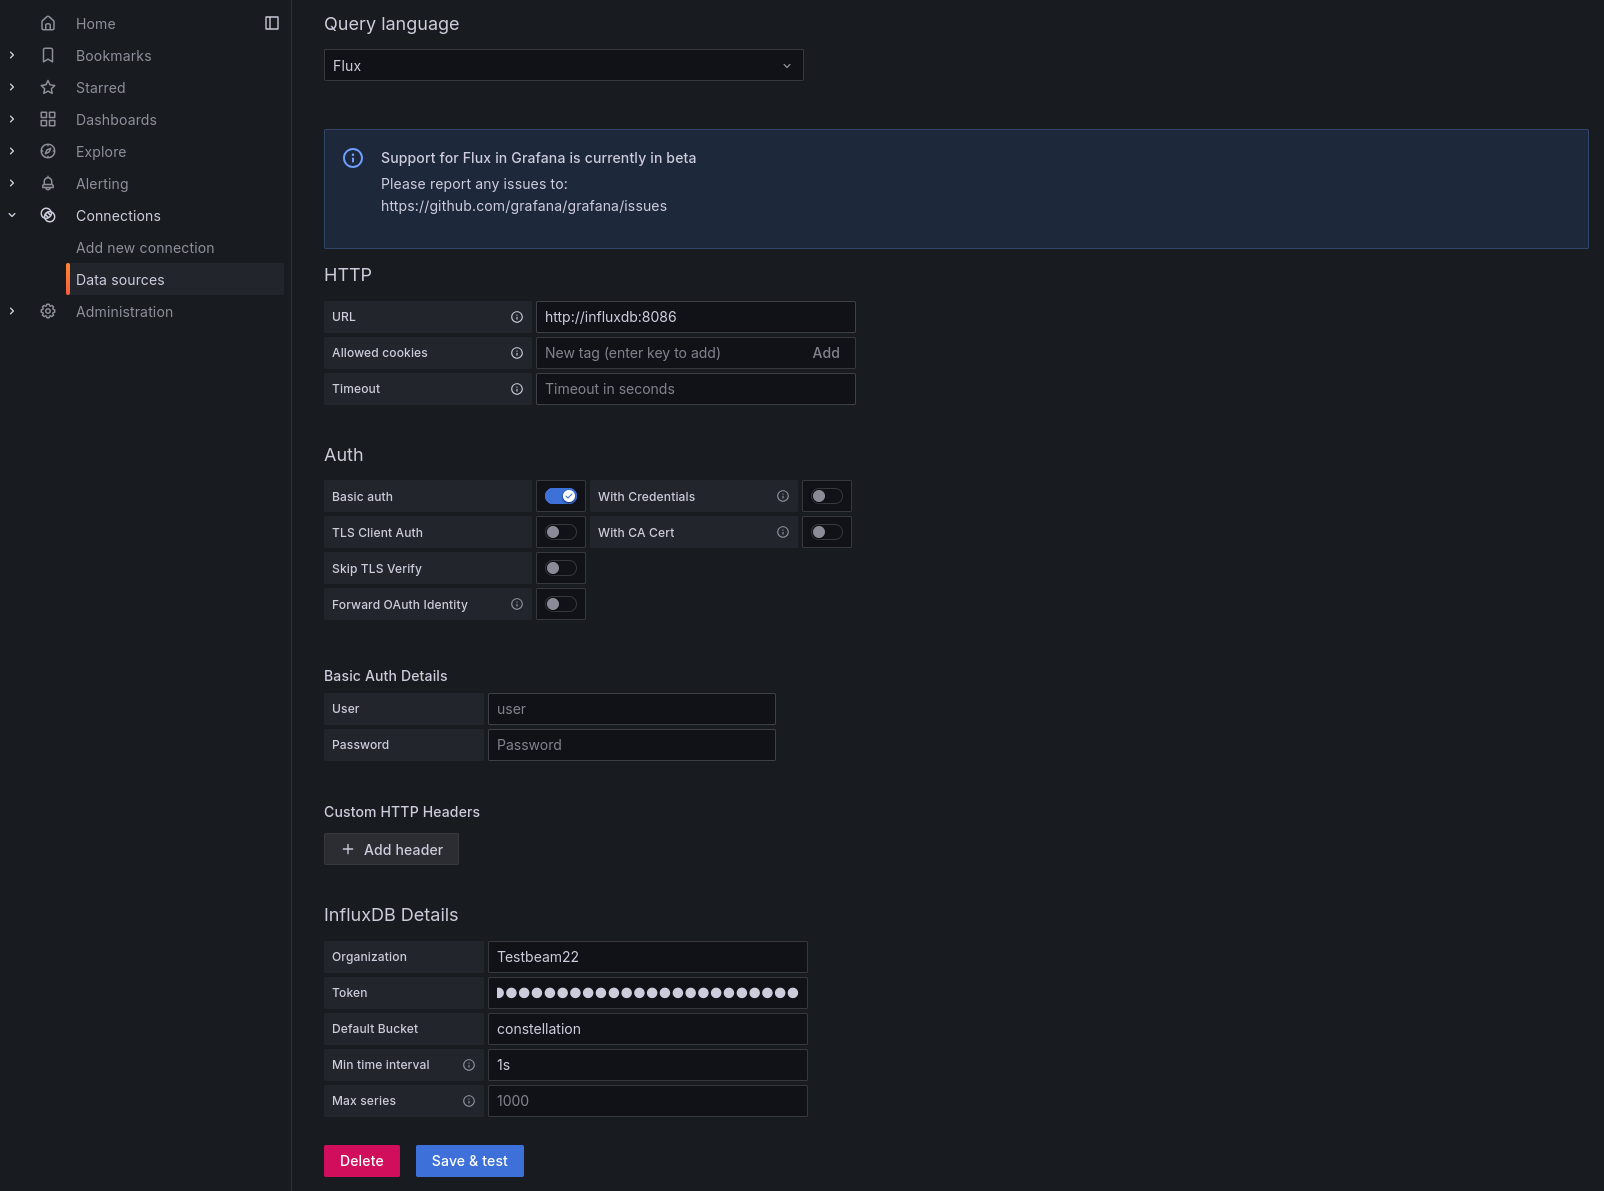 Home
Bookmarks
Starred
Dashboards
Explore
Alerting
Connections
Add new connection
Data sources
Administration
Query language
Flux
Support for Flux in Grafana is currently in beta
Please report any issues to:
https://github.com/grafana/grafana/issues
HTTP
URL
http://influxdb:8086
Allowed cookies
New tag (enter key to add)
Add
Timeout
Timeout in seconds
Auth
Basic auth
With Credentials
TLS Client Auth
With CA Cert
Skip TLS Verify
Forward OAuth Identity
Basic Auth Details
User
user
Password
Password
Custom HTTP Headers
Add header
InfluxDB Details
Organization
Testbeam22
Token
Default Bucket
constellation
Min time interval
1s
Max series
1000
Delete
Save & test